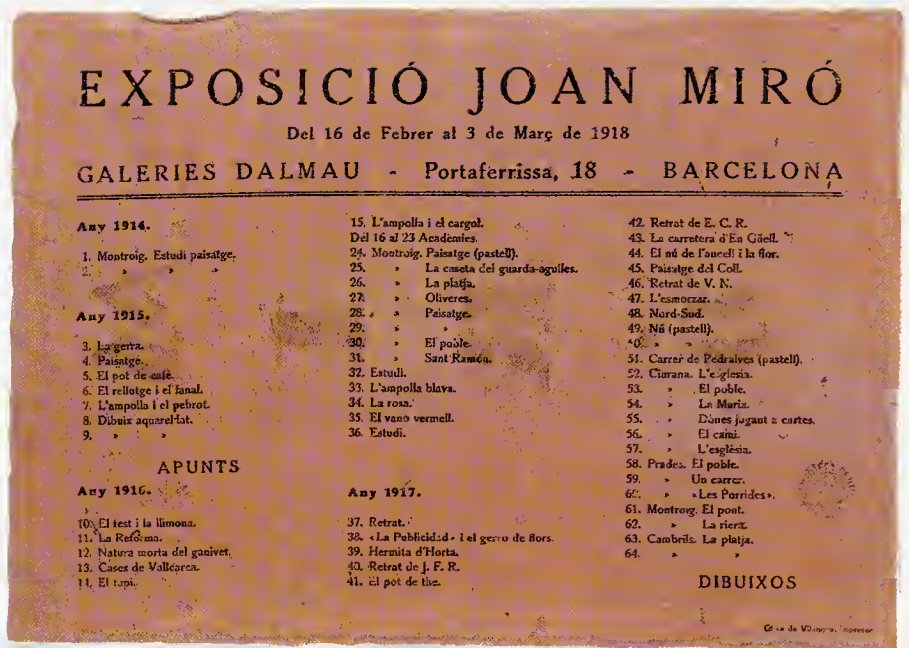 EXPOSICIÓ JOAN MIRÓ
Del 16 de Febrer al 3 de Març de 1918
GALERIES DALMAU - Portaferrissa, 18 - BARCELONA
Any 1914.
1. Montroig. Estudi paisatge.
2. » » »
Any 1915.
3. La gerra.
4. Paisatge.
5. El pot de cafè.
6. El rellotge i el fanal.
7. L'ampolla i el pebrot.
8. Dibuix aquarel·lat.
9. » »
APUNTS
Any 1916.
10. El test i la llimona.
11. La Reforma.
12. Natura morta del ganivet.
13. Cases de Vallcarca.
14. El tapí.
15. L'ampolla i el cargol.
Del 16 al 23 Acadèmies.
24. Montroig. Paisatge (pastell).
25. » La caseta del guarda-agulles.
26. » La platja.
27. » Oliveres.
28. » Paisatge.
29. » »
30. » El poble.
31. » Sant Ramón.
32. Estudi.
33. L'ampolla blava.
34. La rosa.
35. El vano vermell.
36. Estudi.
Any 1917.
37. Retrat.
38. «La Publicidad» i el gerro de flors.
39. Hermita d'Horta.
40. Retrat de J. F. R.
41. El pot de the.
42. Retrat de E. C. R.
43. La carretera d'En Güell.
44. El nú de l'aucell i la flor.
45. Paisatge del Coll.
46. Retrat de V. N.
47. L'esmorzar.
48. Nord-Sud.
49. Nú (pastell).
50. » »
51. Carrer de Pedralves (pastell).
52. Ciurana. L'església.
53. » El poble.
54. » La Maria.
55. » Dònes jugant a cartes.
56. » El camí.
57. » L'església.
58. Prades. El poble.
59. » Un carrer.
60. » «Les Porrides».
61. Montroig. El pont.
62. » La riera.
63. Cambrils. La platja.
64. » »
DIBUIXOS